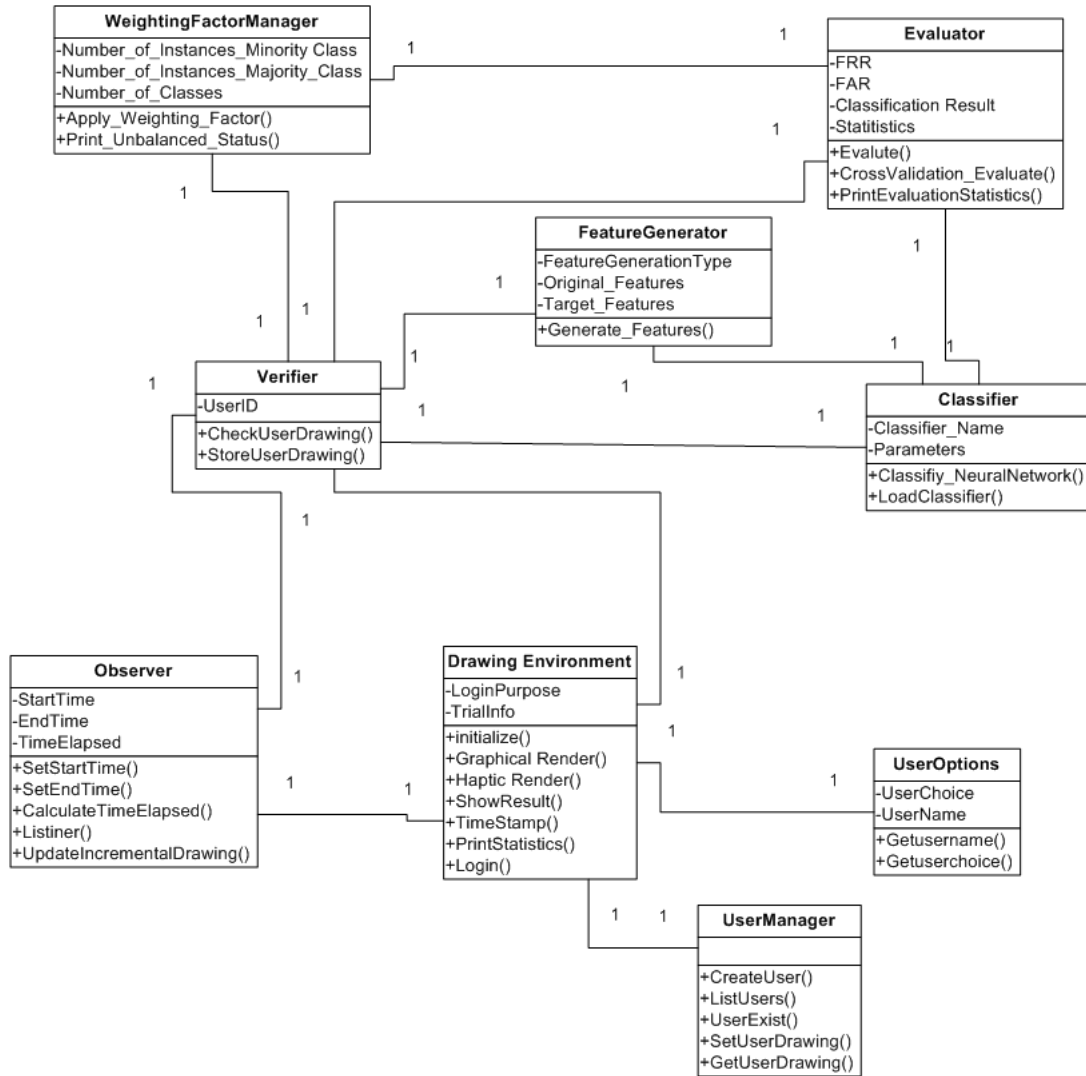 WeightingFactorManager
-Number_of_Instances_Minority Class
-Number_of_Instances_Majority_Class
-Number_of_Classes
+Apply_Weighting_Factor()
+Print_Unbalanced_Status()
1
1
Evaluator
-FRR
-FAR
-Classification Result
-Statitistics
+Evalute()
+CrossValidation_Evaluate()
+PrintEvaluationStatistics()
1
1
1
FeatureGenerator
-FeatureGenerationType
-Original_Features
-Target_Features
+Generate_Features()
1
1
1
1
1
1
1
Verifier
-UserID
+CheckUserDrawing()
+StoreUserDrawing()
1
1
1
1
Classifier
-Classifier_Name
-Parameters
+Classifiy_NeuralNetwork()
+LoadClassifier()
1
1
Observer
-StartTime
-EndTime
-TimeElapsed
+SetStartTime()
+SetEndTime()
+CalculateTimeElapsed()
+Listiner()
+UpdateIncrementalDrawing()
1
1
1
Drawing Environment
-LoginPurpose
-TrialInfo
+initialize()
+Graphical Render()
+Haptic Render()
+ShowResult()
+TimeStamp()
+PrintStatistics()
+Login()
1
1
1
UserOptions
-UserChoice
-UserName
+Getusername()
+Getuserchoice()
1
1
UserManager
+CreateUser()
+ListUsers()
+UserExist()
+SetUserDrawing()
+GetUserDrawing()